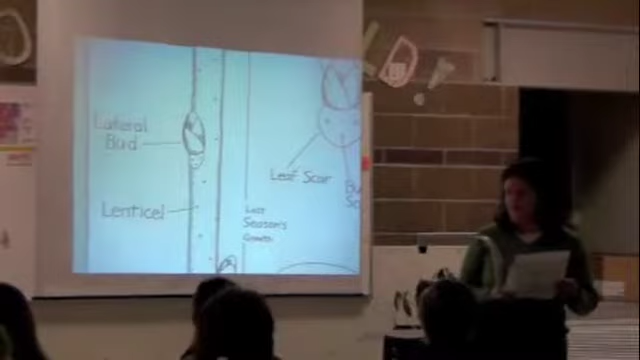 Lateral
Bud
Leaf Scar
Lenticel
Last
Season's
Growth